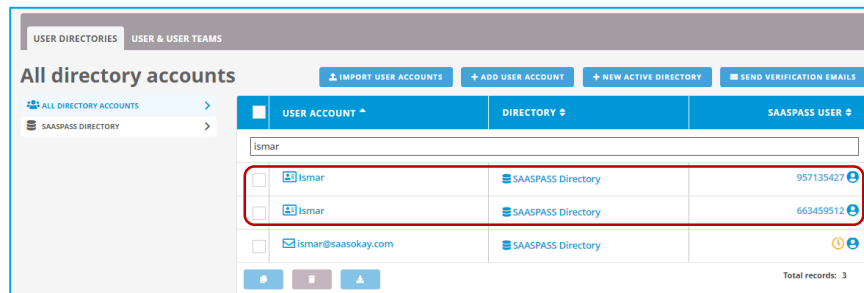 USER DIRECTORIES USER & USER TEAMS
All directory accounts
IMPORT USER ACCOUNTS + ADD USER ACCOUNT + NEW ACTIVE DIRECTORY SEND VERIFICATION EMAILS
ALL DIRECTORY ACCOUNTS
SAASPASS DIRECTORY
USER ACCOUNT DIRECTORY SAASPASS USER
ismar
Ismar SAASPASS Directory 957135427
Ismar SAASPASS Directory 663459512
ismar@saasokay.com SAASPASS Directory
Total records: 3